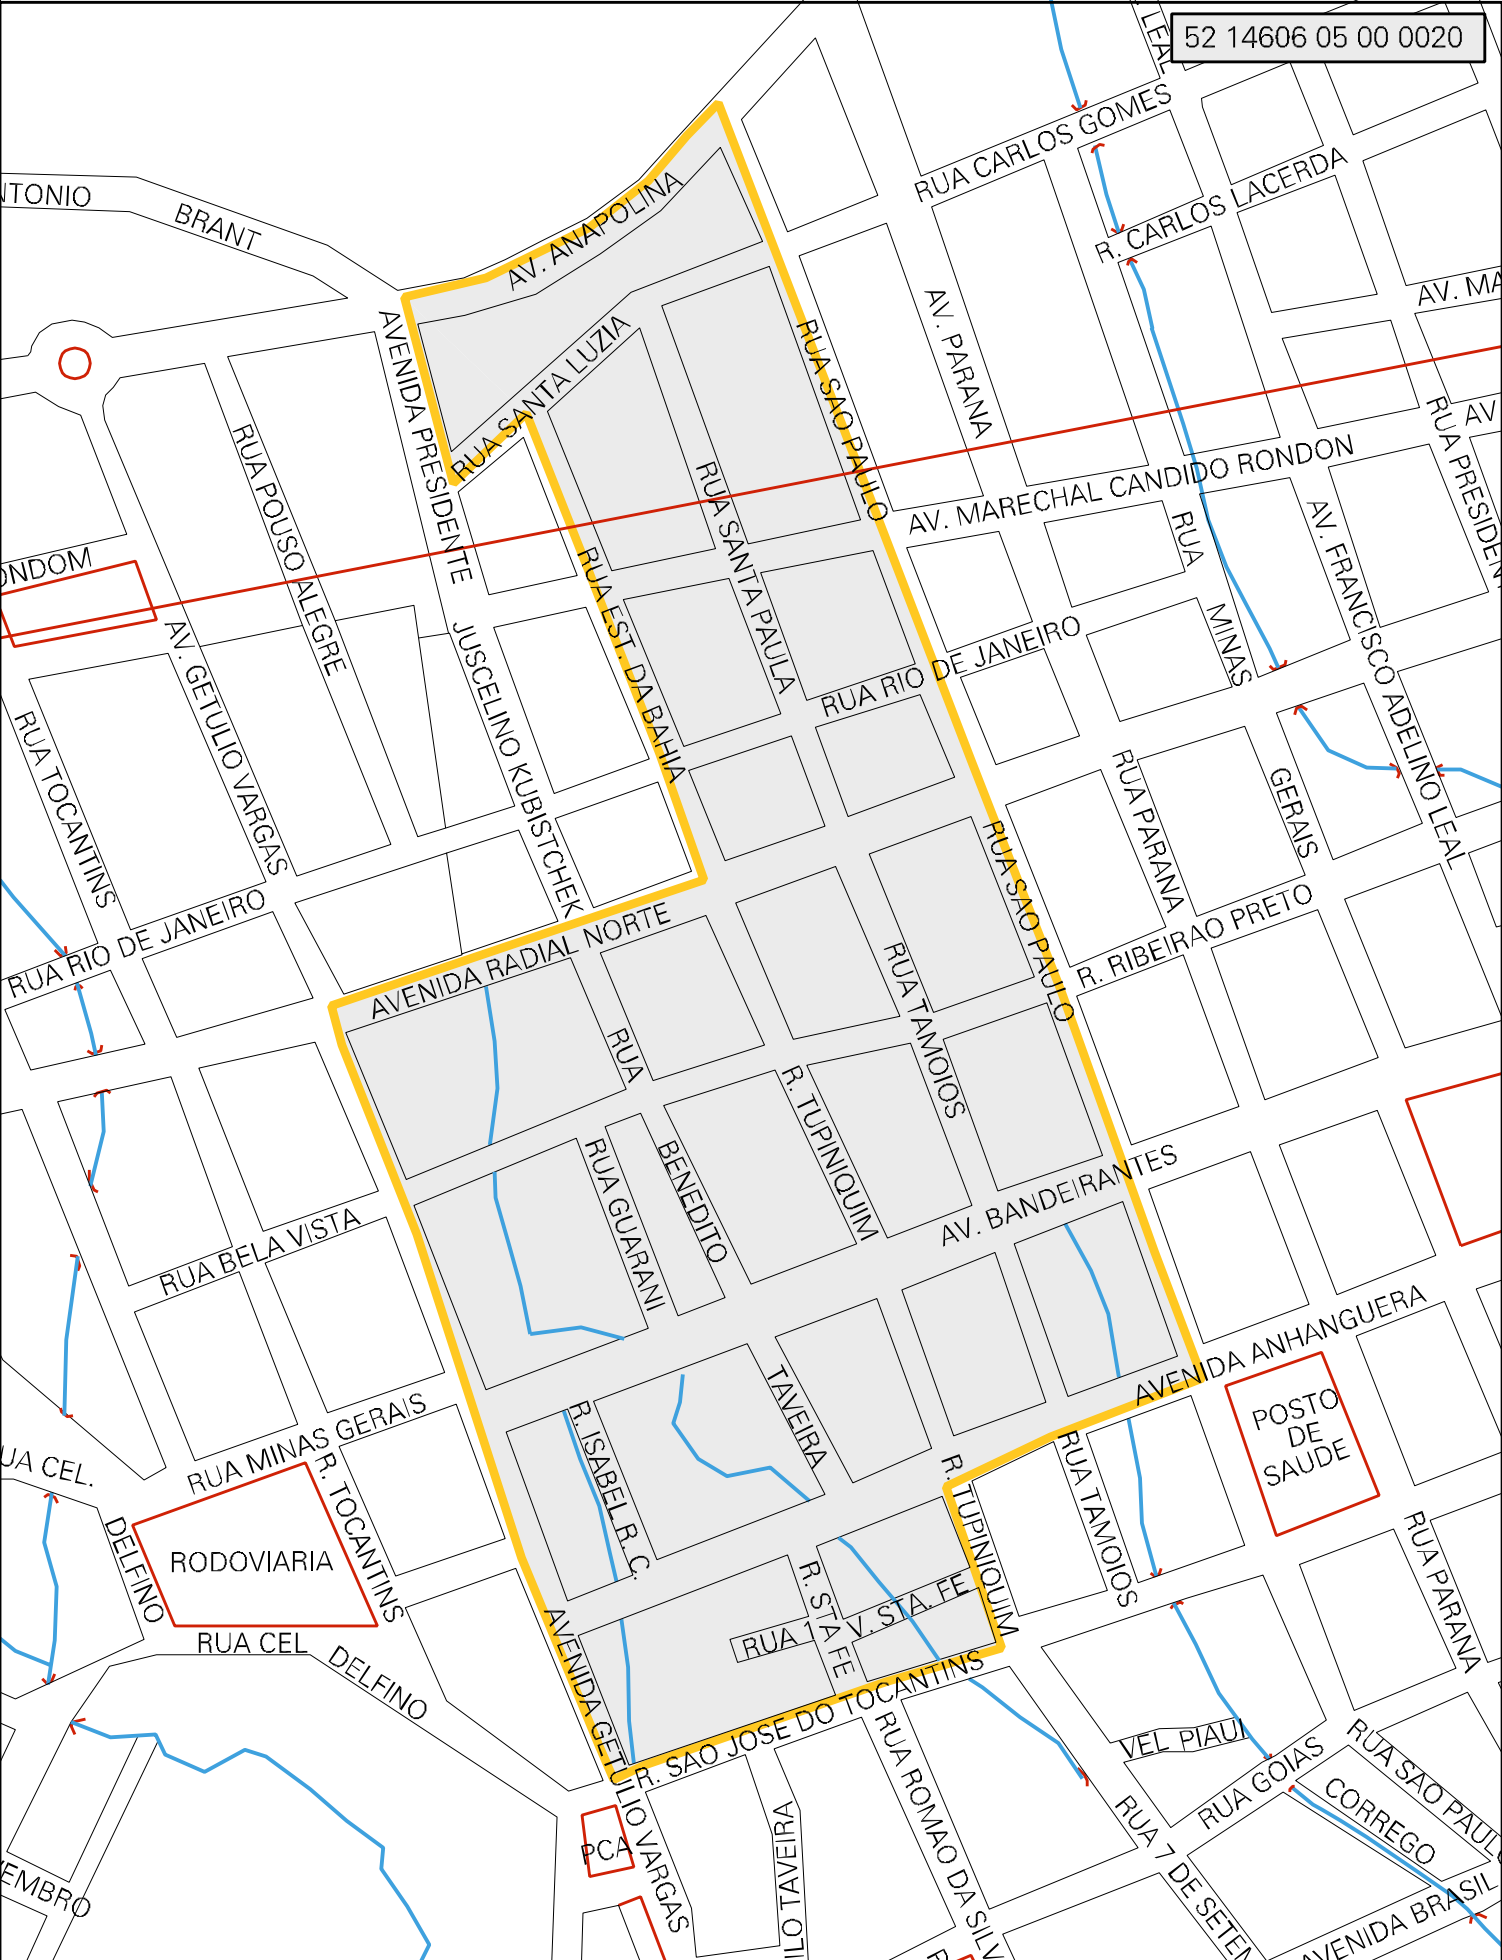 52 14606 05 00 0020
LEAL
RUA CARLOS GOMES
NTONIO
BRANT
AV. ANAPOLINA
R. CARLOS LACERDA
AV. MA
AVENIDA PRESIDENTE
RUA SANTA LUZIA
RUA SAO PAULO
AV. PARANA
RUA POUSO ALEGRE
AV
RUA PRESIDEN
AV. MARECHAL CANDIDO RONDON
RUA SANTA PAULA
RUA
AV. FRANCISCO ADELINO LEAL
ONDOM
RUA EST. DA BAHIA
MINAS
AV. GETULIO VARGAS
JUSCELINO KUBISTCHEK
RUA RIO DE JANEIRO
RUA TOCANTINS
RUA PARANA
GERAIS
RUA SAO PAULO
RUA RIO DE JANEIRO
AVENIDA RADIAL NORTE
R. RIBEIRAO PRETO
RUA TAMOIOS
RUA
BENEDITO
R. TUPINIQUIM
RUA GUARANI
AV. BANDEIRANTES
RUA BELA VISTA
AVENIDA ANHANGUERA
TAVEIRA
POSTO
DE
SAUDE
RUA MINAS GERAIS
R. ISABEL R. C.
UA CEL.
R. TOCANTINS
R. TUPINIQUIM
RUA TAMOIOS
RUA PARANA
DELFINO
RODOVIARIA
R. STA FE
V. STA. FE
RUA 1
RUA CEL
DELFINO
AVENIDA GETULIO VARGAS
R. SAO JOSE DO TOCANTINS
VEL PIAUI
RUA GOIAS
RUA SAO PAULO
RUA ROMAO DA SILV
CORREGO
RUA 7 DE SETEM
PCA
ILO TAVEIRA
EMBRO
AVENIDA BRASIL